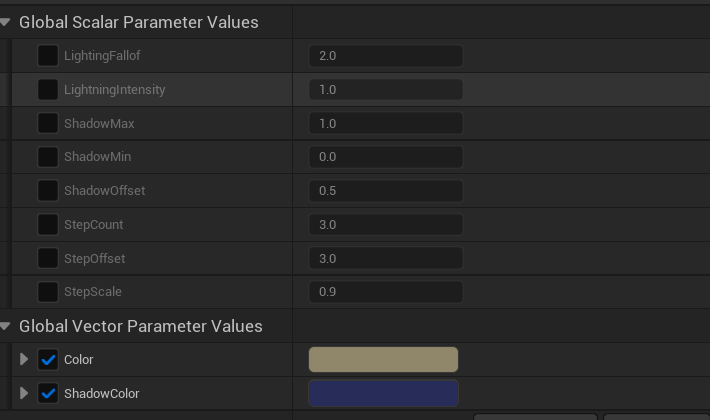 Global Scalar Parameter Values
LightingFallof 2.0
LightningIntensity 1.0
ShadowMax 1.0
ShadowMin 0.0
ShadowOffset 0.5
StepCount 3.0
StepOffset 3.0
StepScale 0.9
Global Vector Parameter Values
Color
ShadowColor